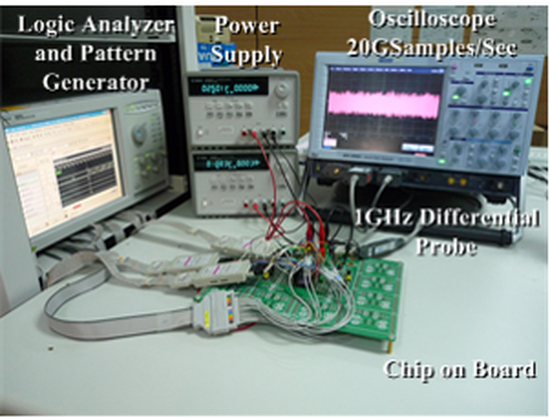 Logic Analyzer
and Pattern
Generator
Power
Supply
Oscilloscope
20GSamples/Sec
1GHz Differential
Probe
Chip on Board